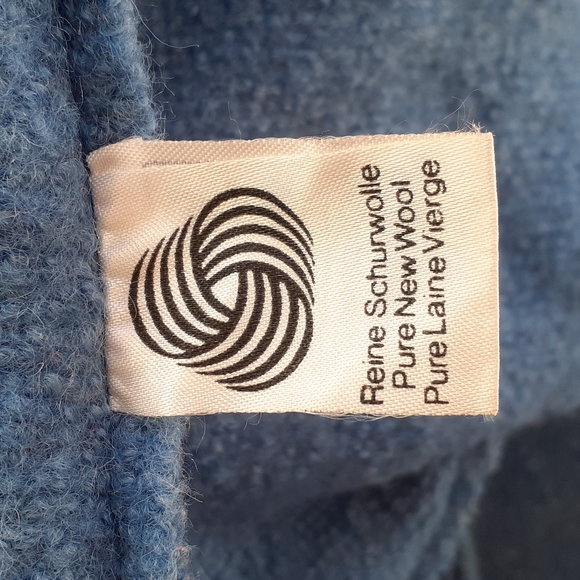 Reine Schurwolle
Pure New Wool
Pure Laine Vierge